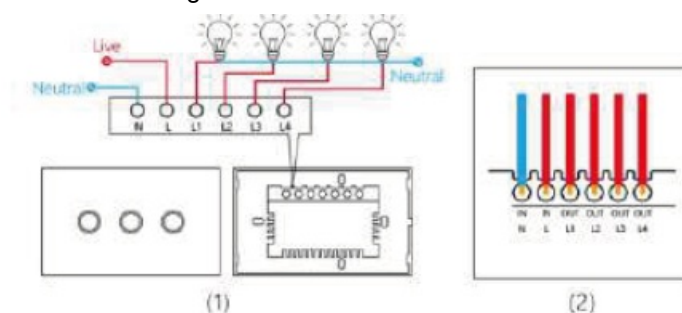 Live
Neutral
Neutral
N L L1 L2 L3 L4
IN IN OUT OUT OUT OUT
N L L1 L2 L3 L4
(1)
(2)